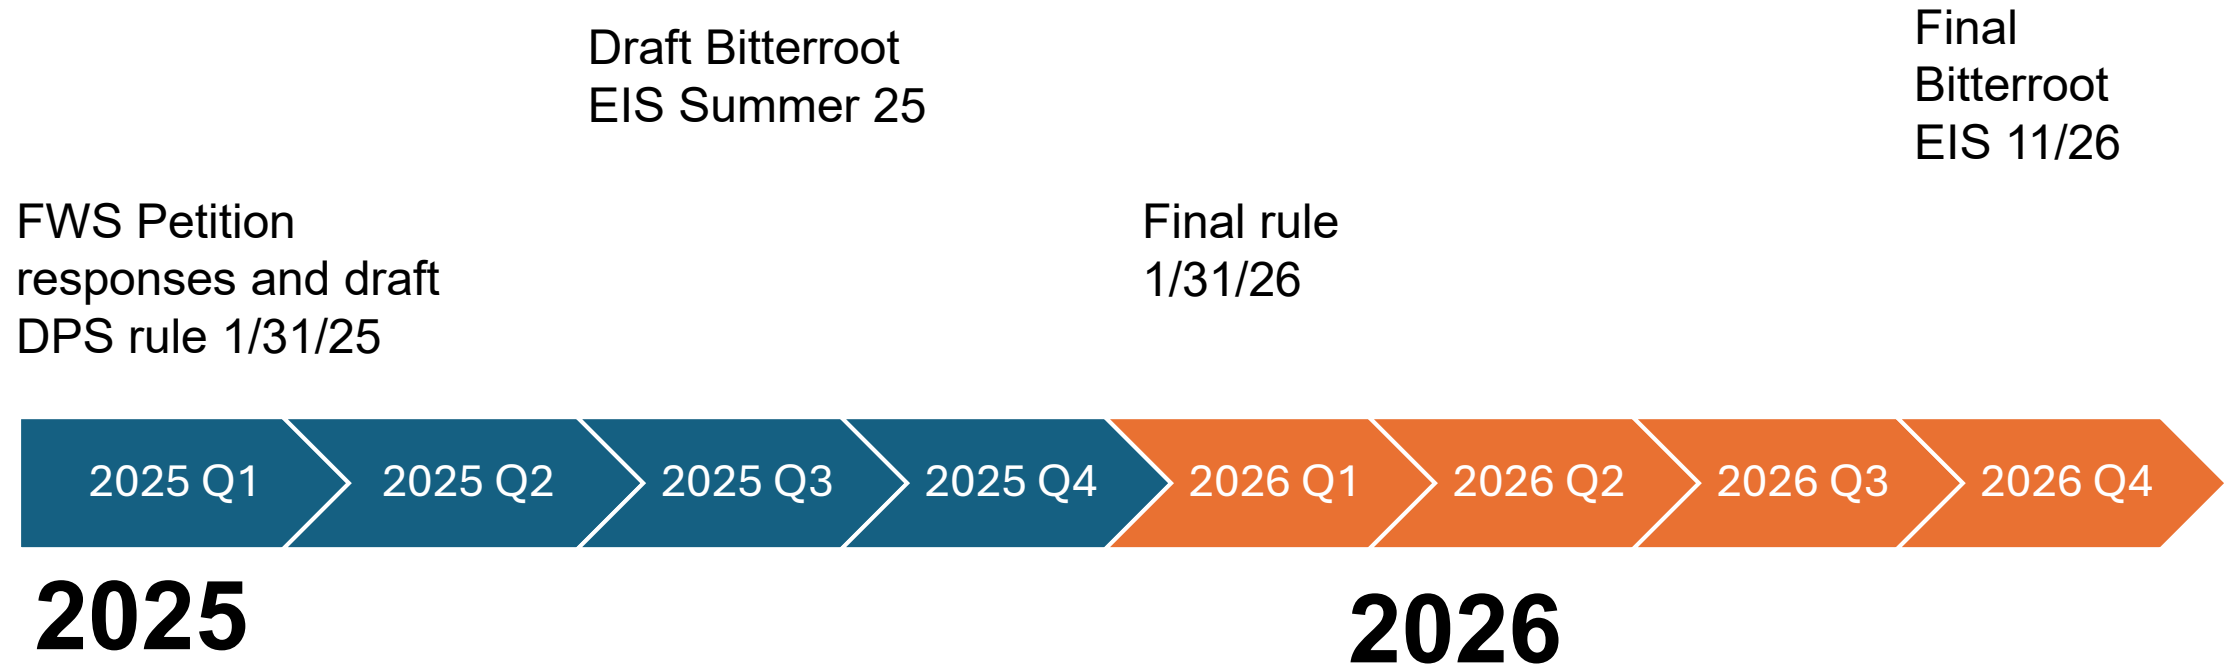 Draft Bitterroot
EIS Summer 25
Final
Bitterroot
EIS 11/26
FWS Petition
responses and draft
DPS rule 1/31/25
Final rule
1/31/26
2025 Q1
2025 Q2
2025 Q3
2025 Q4
2026 Q1
2026 Q2
2026 Q3
2026 Q4
2025
2026